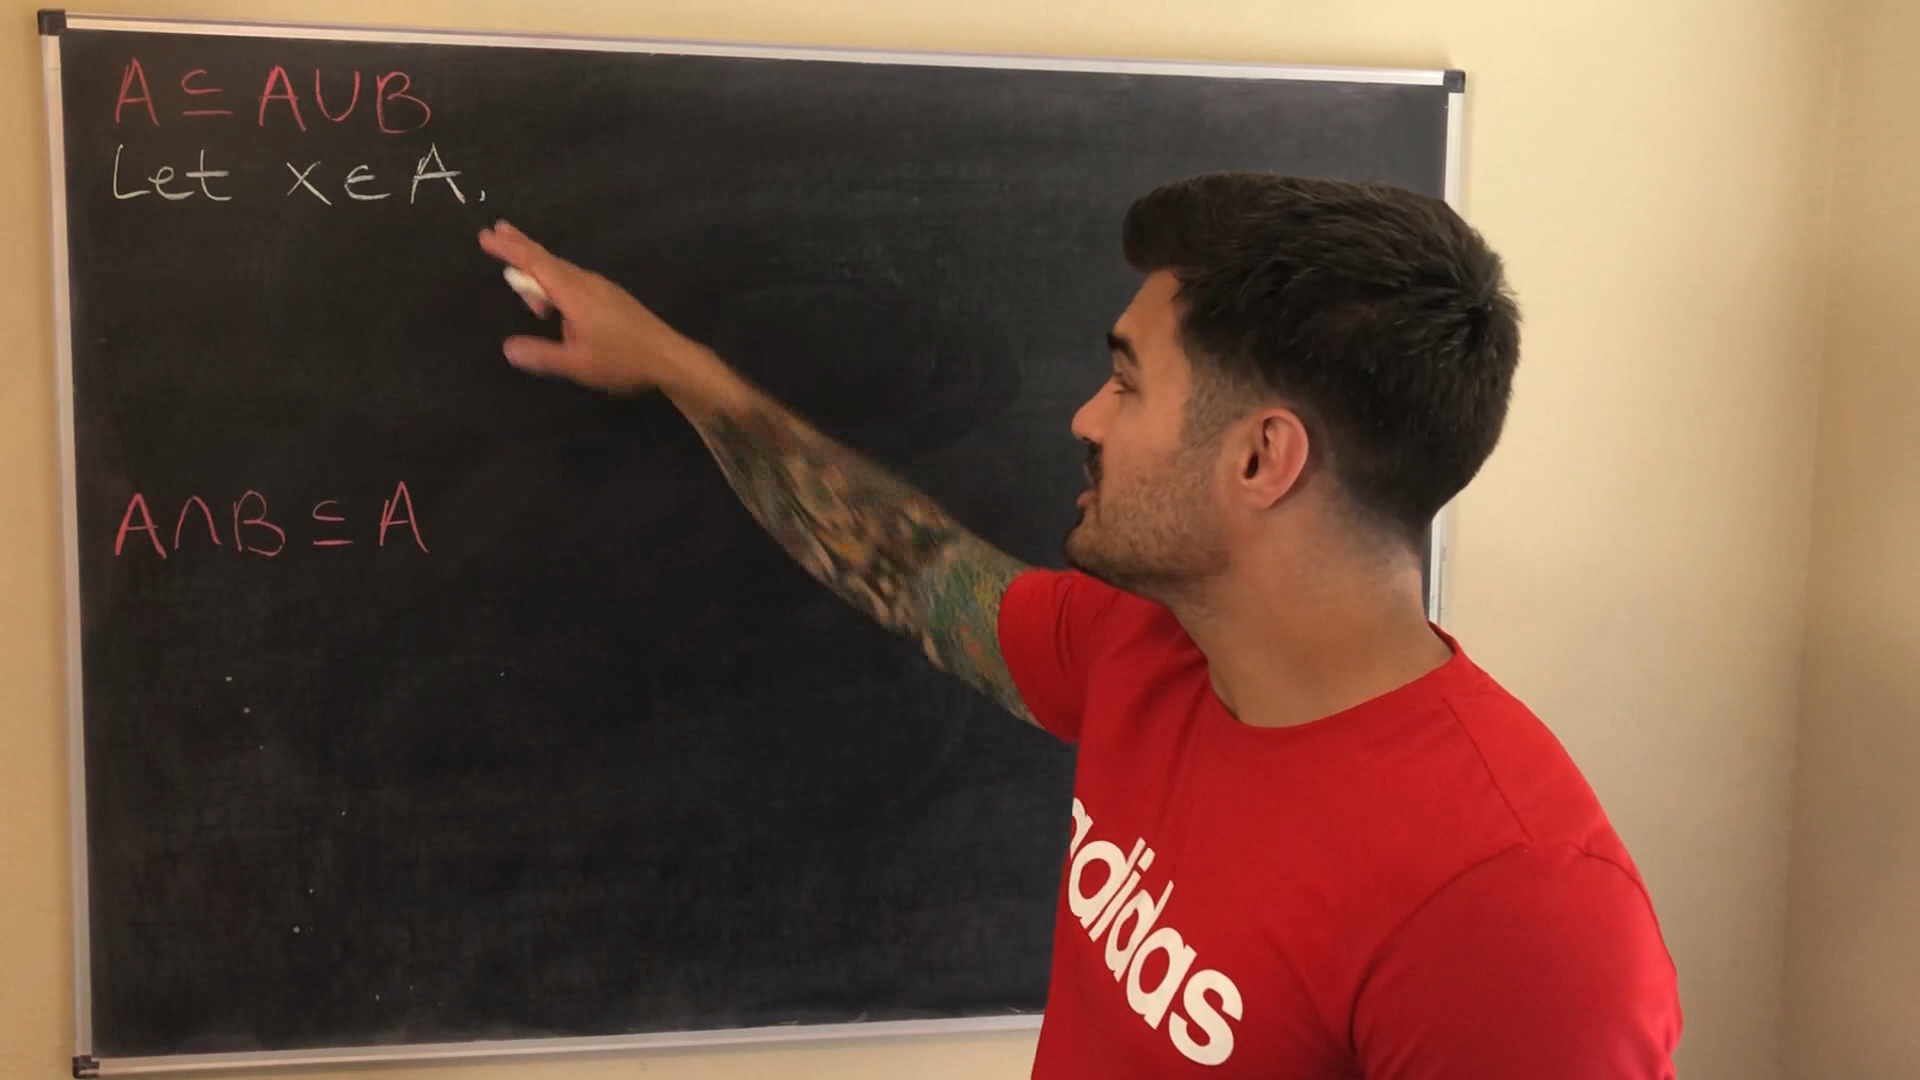 A ⊆ A∪B
Let x∈A.
A∩B ⊆ A
adidas